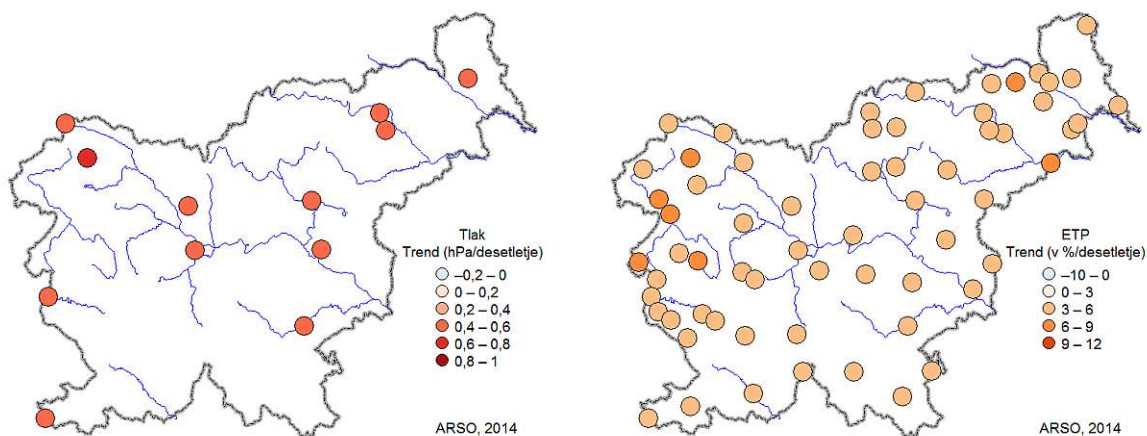 Tlak
Trend (hPa/desetletje)
–0,2 – 0
0 – 0,2
0,2 – 0,4
0,4 – 0,6
0,6 – 0,8
0,8 – 1
ARSO, 2014
ETP
Trend (v %/desetletje)
–10 – 0
0 – 3
3 – 6
6 – 9
9 – 12
ARSO, 2014